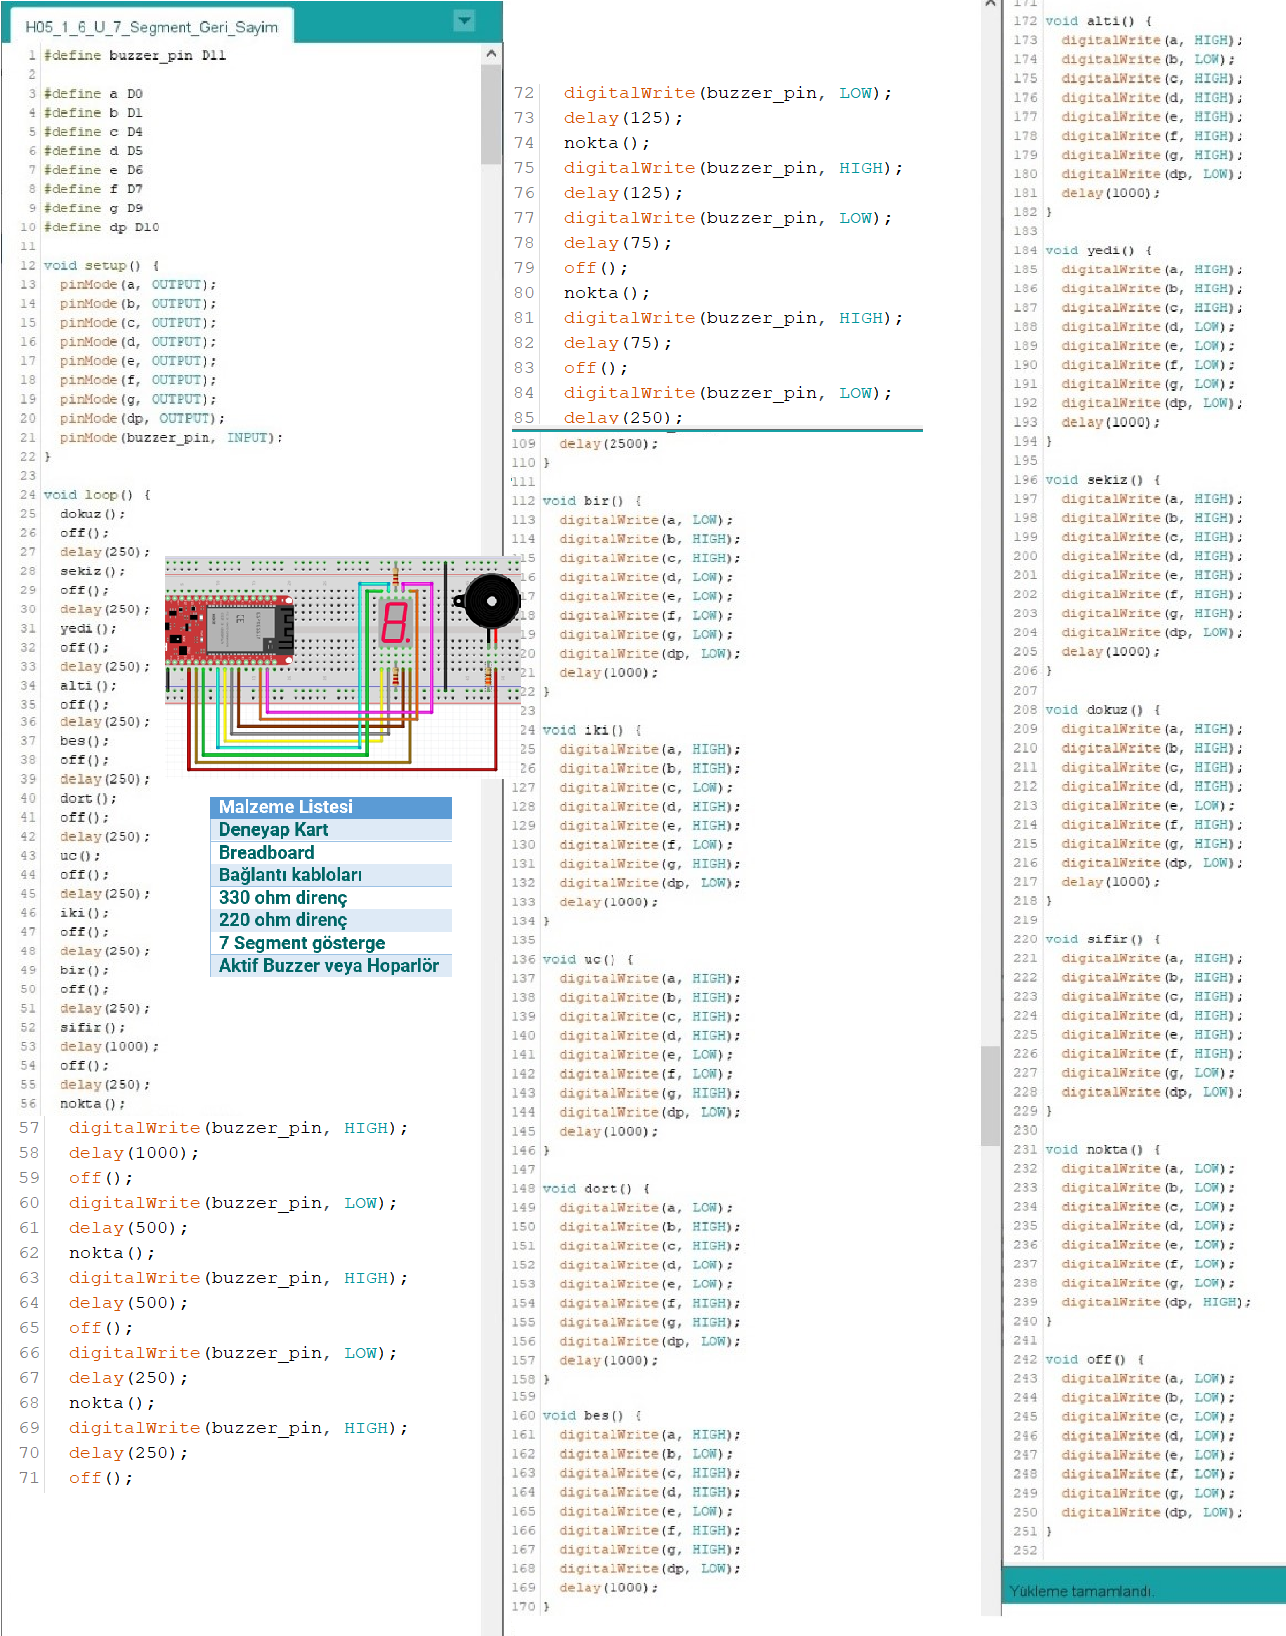 H05_1_6_U_7_Segment_Geri_Sayim
1 #define buzzer_pin D11
2
3 #define a D0
4 #define b D1
5 #define c D4
6 #define d D5
7 #define e D6
8 #define f D7
9 #define g D9
10 #define dp D10
11
12 void setup() {
13 pinMode(a, OUTPUT);
14 pinMode(b, OUTPUT);
15 pinMode(c, OUTPUT);
16 pinMode(d, OUTPUT);
17 pinMode(e, OUTPUT);
18 pinMode(f, OUTPUT);
19 pinMode(g, OUTPUT);
20 pinMode(dp, OUTPUT);
21 pinMode(buzzer_pin, INPUT);
22 }
23
24 void loop() {
25 dokuz();
26 off();
27 delay(250);
28 sekiz();
29 off();
30 delay(250);
31 yedi();
32 off();
33 delay(250);
34 alti();
35 off();
36 delay(250);
37 bes();
38 off();
39 delay(250);
40 dort();
41 off();
42 delay(250);
43 uc();
44 off();
45 delay(250);
46 iki();
47 off();
48 delay(250);
49 bir();
50 off();
51 delay(250);
52 sifir();
53 delay(1000);
54 off();
55 delay(250);
56 nokta();
57 digitalWrite(buzzer_pin, HIGH);
58 delay(1000);
59 off();
60 digitalWrite(buzzer_pin, LOW);
61 delay(500);
62 nokta();
63 digitalWrite(buzzer_pin, HIGH);
64 delay(500);
65 off();
66 digitalWrite(buzzer_pin, LOW);
67 delay(250);
68 nokta();
69 digitalWrite(buzzer_pin, HIGH);
70 delay(250);
71 off();
Malzeme Listesi
Deneyap Kart
Breadboard
Bağlantı kabloları
330 ohm direnç
220 ohm direnç
7 Segment gösterge
Aktif Buzzer veya Hoparlör
72 digitalWrite(buzzer_pin, LOW);
73 delay(125);
74 nokta();
75 digitalWrite(buzzer_pin, HIGH);
76 delay(125);
77 digitalWrite(buzzer_pin, LOW);
78 delay(75);
79 off();
80 nokta();
81 digitalWrite(buzzer_pin, HIGH);
82 delay(75);
83 off();
84 digitalWrite(buzzer_pin, LOW);
85 delay(250);
109 delay(2500);
110 }
111
112 void bir() {
113 digitalWrite(a, LOW);
114 digitalWrite(b, HIGH);
15 digitalWrite(c, HIGH);
16 digitalWrite(d, LOW);
17 digitalWrite(e, LOW);
18 digitalWrite(f, LOW);
19 digitalWrite(g, LOW);
20 digitalWrite(dp, LOW);
21 delay(1000);
22 }
23
24 void iki() {
25 digitalWrite(a, HIGH);
26 digitalWrite(b, HIGH);
127 digitalWrite(c, LOW);
128 digitalWrite(d, HIGH);
129 digitalWrite(e, HIGH);
130 digitalWrite(f, LOW);
131 digitalWrite(g, HIGH);
132 digitalWrite(dp, LOW);
133 delay(1000);
134 }
135
136 void uc() {
137 digitalWrite(a, HIGH);
138 digitalWrite(b, HIGH);
139 digitalWrite(c, HIGH);
140 digitalWrite(d, HIGH);
141 digitalWrite(e, LOW);
142 digitalWrite(f, LOW);
143 digitalWrite(g, HIGH);
144 digitalWrite(dp, LOW);
145 delay(1000);
146 }
147
148 void dort() {
149 digitalWrite(a, LOW);
150 digitalWrite(b, HIGH);
151 digitalWrite(c, HIGH);
152 digitalWrite(d, LOW);
153 digitalWrite(e, LOW);
154 digitalWrite(f, HIGH);
155 digitalWrite(g, HIGH);
156 digitalWrite(dp, LOW);
157 delay(1000);
158 }
159
160 void bes() {
161 digitalWrite(a, HIGH);
162 digitalWrite(b, LOW);
163 digitalWrite(c, HIGH);
164 digitalWrite(d, HIGH);
165 digitalWrite(e, LOW);
166 digitalWrite(f, HIGH);
167 digitalWrite(g, HIGH);
168 digitalWrite(dp, LOW);
169 delay(1000);
170 }
171
172 void alti() {
173 digitalWrite(a, HIGH);
174 digitalWrite(b, LOW);
175 digitalWrite(c, HIGH);
176 digitalWrite(d, HIGH);
177 digitalWrite(e, HIGH);
178 digitalWrite(f, HIGH);
179 digitalWrite(g, HIGH);
180 digitalWrite(dp, LOW);
181 delay(1000);
182 }
183
184 void yedi() {
185 digitalWrite(a, HIGH);
186 digitalWrite(b, HIGH);
187 digitalWrite(c, HIGH);
188 digitalWrite(d, LOW);
189 digitalWrite(e, LOW);
190 digitalWrite(f, LOW);
191 digitalWrite(g, LOW);
192 digitalWrite(dp, LOW);
193 delay(1000);
194 }
195
196 void sekiz() {
197 digitalWrite(a, HIGH);
198 digitalWrite(b, HIGH);
199 digitalWrite(c, HIGH);
200 digitalWrite(d, HIGH);
201 digitalWrite(e, HIGH);
202 digitalWrite(f, HIGH);
203 digitalWrite(g, HIGH);
204 digitalWrite(dp, LOW);
205 delay(1000);
206 }
207
208 void dokuz() {
209 digitalWrite(a, HIGH);
210 digitalWrite(b, HIGH);
211 digitalWrite(c, HIGH);
212 digitalWrite(d, HIGH);
213 digitalWrite(e, LOW);
214 digitalWrite(f, HIGH);
215 digitalWrite(g, HIGH);
216 digitalWrite(dp, LOW);
217 delay(1000);
218 }
219
220 void sifir() {
221 digitalWrite(a, HIGH);
222 digitalWrite(b, HIGH);
223 digitalWrite(c, HIGH);
224 digitalWrite(d, HIGH);
225 digitalWrite(e, HIGH);
226 digitalWrite(f, HIGH);
227 digitalWrite(g, LOW);
228 digitalWrite(dp, LOW);
229 }
230
231 void nokta() {
232 digitalWrite(a, LOW);
233 digitalWrite(b, LOW);
234 digitalWrite(c, LOW);
235 digitalWrite(d, LOW);
236 digitalWrite(e, LOW);
237 digitalWrite(f, LOW);
238 digitalWrite(g, LOW);
239 digitalWrite(dp, HIGH);
240 }
241
242 void off() {
243 digitalWrite(a, LOW);
244 digitalWrite(b, LOW);
245 digitalWrite(c, LOW);
246 digitalWrite(d, LOW);
247 digitalWrite(e, LOW);
248 digitalWrite(f, LOW);
249 digitalWrite(g, LOW);
250 digitalWrite(dp, LOW);
251 }
252
Yükleme tamamlandı.